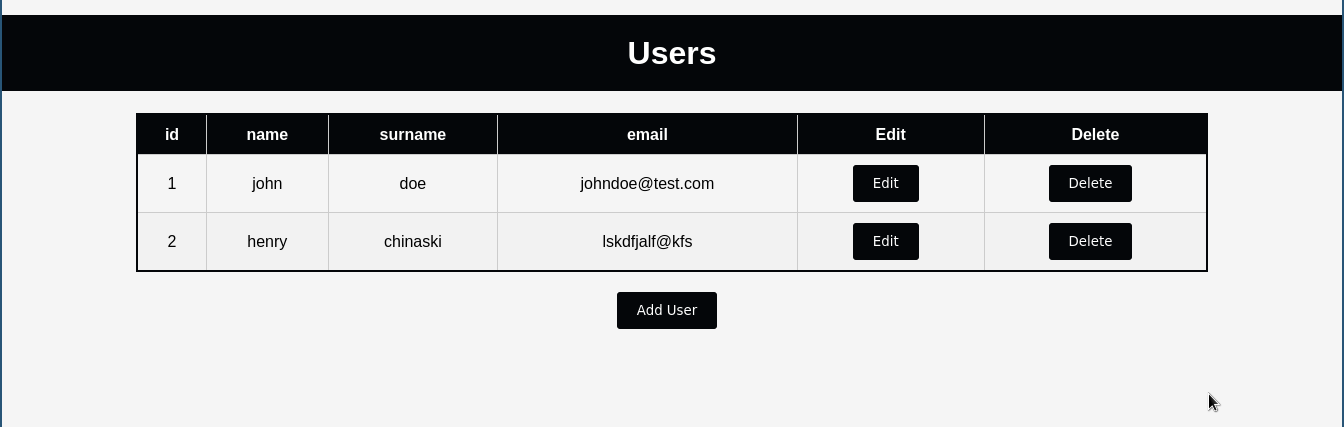 Users
id name surname email Edit Delete
1 john doe johndoe@test.com Edit Delete
2 henry chinaski lskdfjalf@kfs Edit Delete
Add User